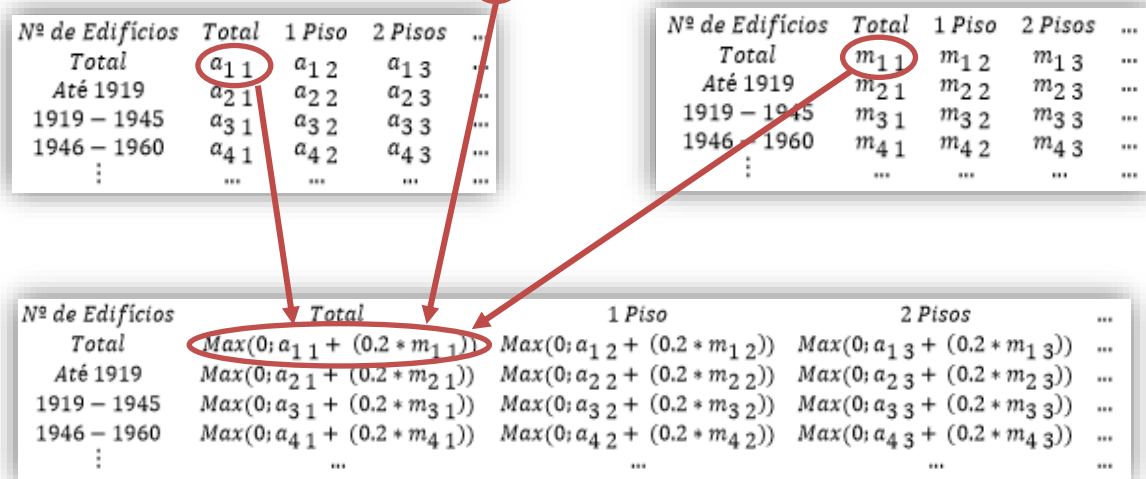 Nº de Edifícios Total 1 Piso 2 Pisos ...
Total a₁ ₁ a₁ ₂ a₁ ₃ ...
Até 1919 a₂ ₁ a₂ ₂ a₂ ₃ ...
1919 − 1945 a₃ ₁ a₃ ₂ a₃ ₃ ...
1946 − 1960 a₄ ₁ a₄ ₂ a₄ ₃ ...
⋮ ... ... ... ...
Nº de Edifícios Total 1 Piso 2 Pisos ...
Total m₁ ₁ m₁ ₂ m₁ ₃ ...
Até 1919 m₂ ₁ m₂ ₂ m₂ ₃ ...
1919 − 1945 m₃ ₁ m₃ ₂ m₃ ₃ ...
1946 − 1960 m₄ ₁ m₄ ₂ m₄ ₃ ...
⋮ ... ... ... ...
Nº de Edifícios Total 1 Piso 2 Pisos ...
Total Max(0; a₁ ₁ + (0.2 * m₁ ₁)) Max(0; a₁ ₂ + (0.2 * m₁ ₂)) Max(0; a₁ ₃ + (0.2 * m₁ ₃)) ...
Até 1919 Max(0; a₂ ₁ + (0.2 * m₂ ₁)) Max(0; a₂ ₂ + (0.2 * m₂ ₂)) Max(0; a₂ ₃ + (0.2 * m₂ ₃)) ...
1919 − 1945 Max(0; a₃ ₁ + (0.2 * m₃ ₁)) Max(0; a₃ ₂ + (0.2 * m₃ ₂)) Max(0; a₃ ₃ + (0.2 * m₃ ₃)) ...
1946 − 1960 Max(0; a₄ ₁ + (0.2 * m₄ ₁)) Max(0; a₄ ₂ + (0.2 * m₄ ₂)) Max(0; a₄ ₃ + (0.2 * m₄ ₃)) ...
⋮ ... ... ... ...